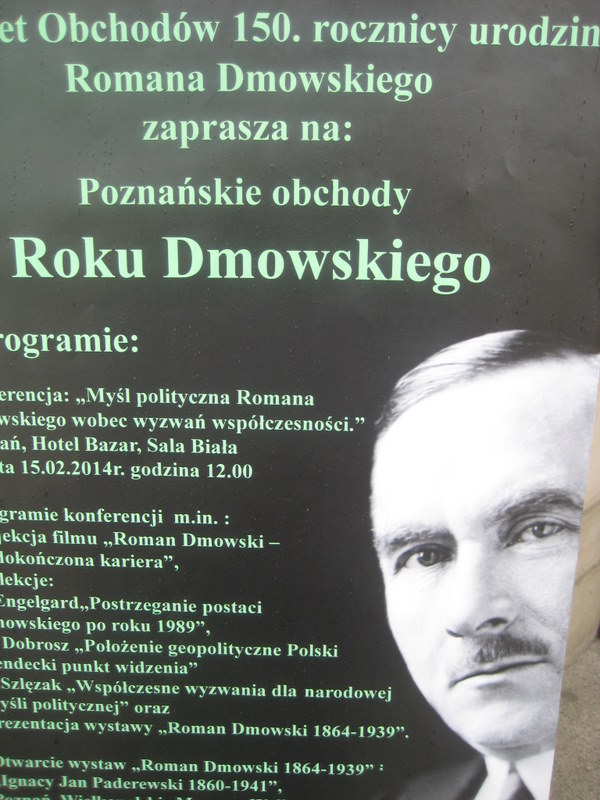 et Obchodów 150. rocznicy urodzin
Romana Dmowskiego
zaprasza na:
Poznańskie obchody
Roku Dmowskiego
rogramie:
erencja: „Myśl polityczna Romana
wskiego wobec wyzwań współczesności.”
ań, Hotel Bazar, Sala Biała
ta 15.02.2014r. godzina 12.00
gramie konferencji m.in. :
jekcja filmu „Roman Dmowski –
dokończona kariera”,
lekcje:
Engelgard„Postrzeganie postaci
mowskiego po roku 1989”,
Dobrosz „Położenie geopolityczne Polski
endecki punkt widzenia”
Szlęzak „Współczesne wyzwania dla narodowej
yśli politycznej” oraz
rezentacja wystawy „Roman Dmowski 1864-1939”.
Otwarcie wystaw „Roman Dmowski 1864-1939” :
„Ignacy Jan Paderewski 1860-1941”,